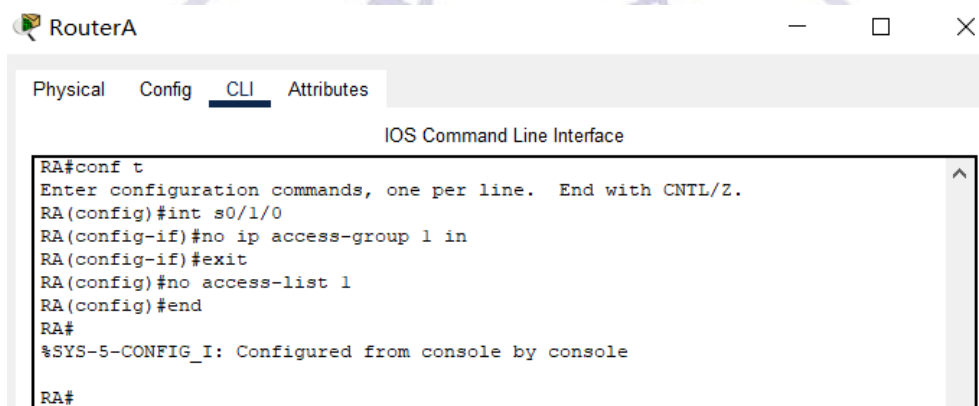 RouterA
Physical Config CLI Attributes
IOS Command Line Interface
RA#conf t
Enter configuration commands, one per line.  End with CNTL/Z.
RA(config)#int s0/1/0
RA(config-if)#no ip access-group 1 in
RA(config-if)#exit
RA(config)#no access-list 1
RA(config)#end
RA#
%SYS-5-CONFIG_I: Configured from console by console
RA#